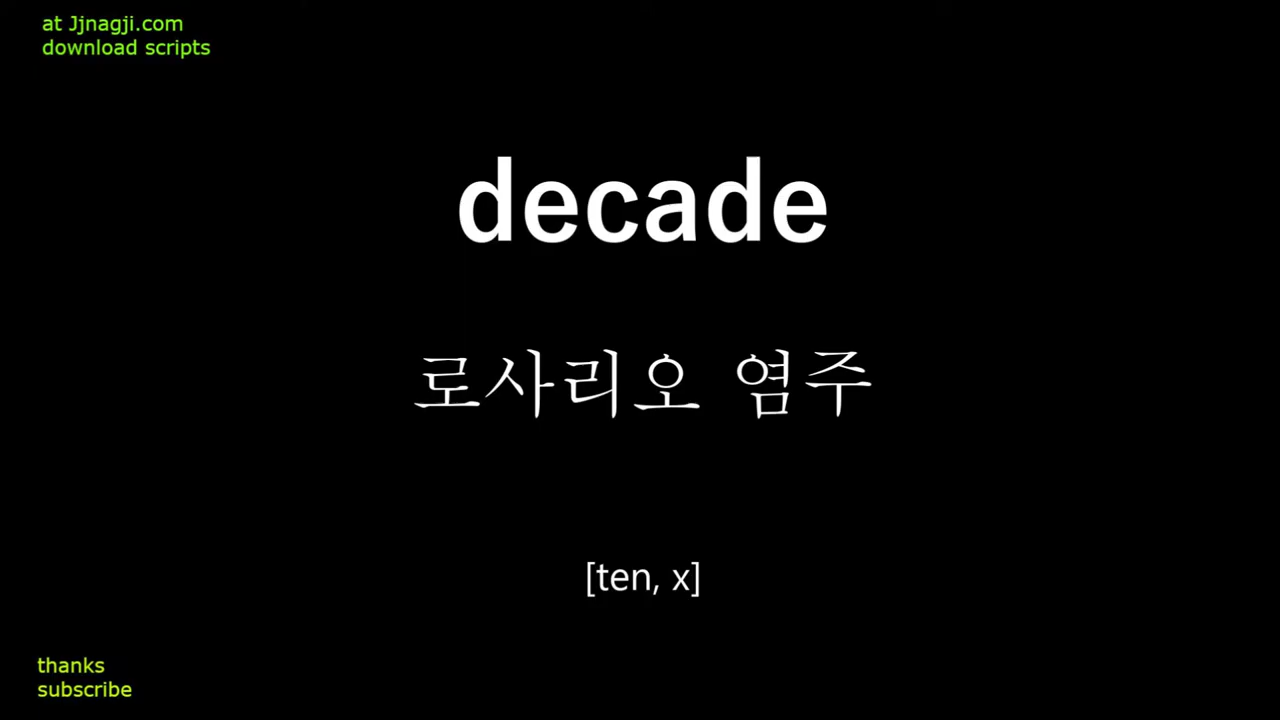 at Jjnagji.com
download scripts
decade
로사리오 염주
[ten, x]
thanks
subscribe